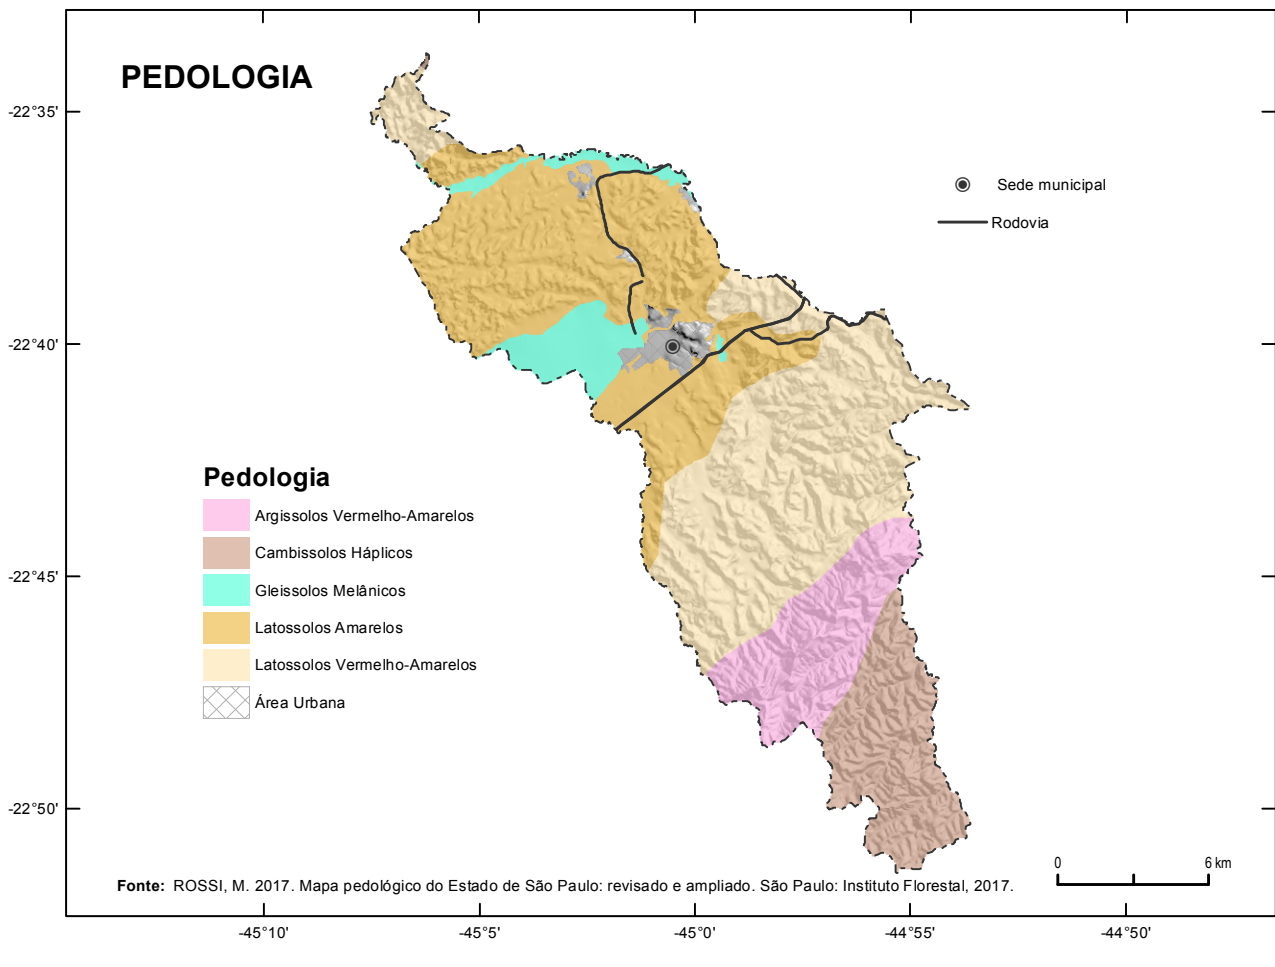 PEDOLOGIA
-22°35'
-22°40'
-22°45'
-22°50'
Sede municipal
Rodovia
Pedologia
Argissolos Vermelho-Amarelos
Cambissolos Háplicos
Gleissolos Melânicos
Latossolos Amarelos
Latossolos Vermelho-Amarelos
Área Urbana
0 6 km
Fonte: ROSSI, M. 2017. Mapa pedológico do Estado de São Paulo: revisado e ampliado. São Paulo: Instituto Florestal, 2017.
-45°10' -45°5' -45°0' -44°55' -44°50'